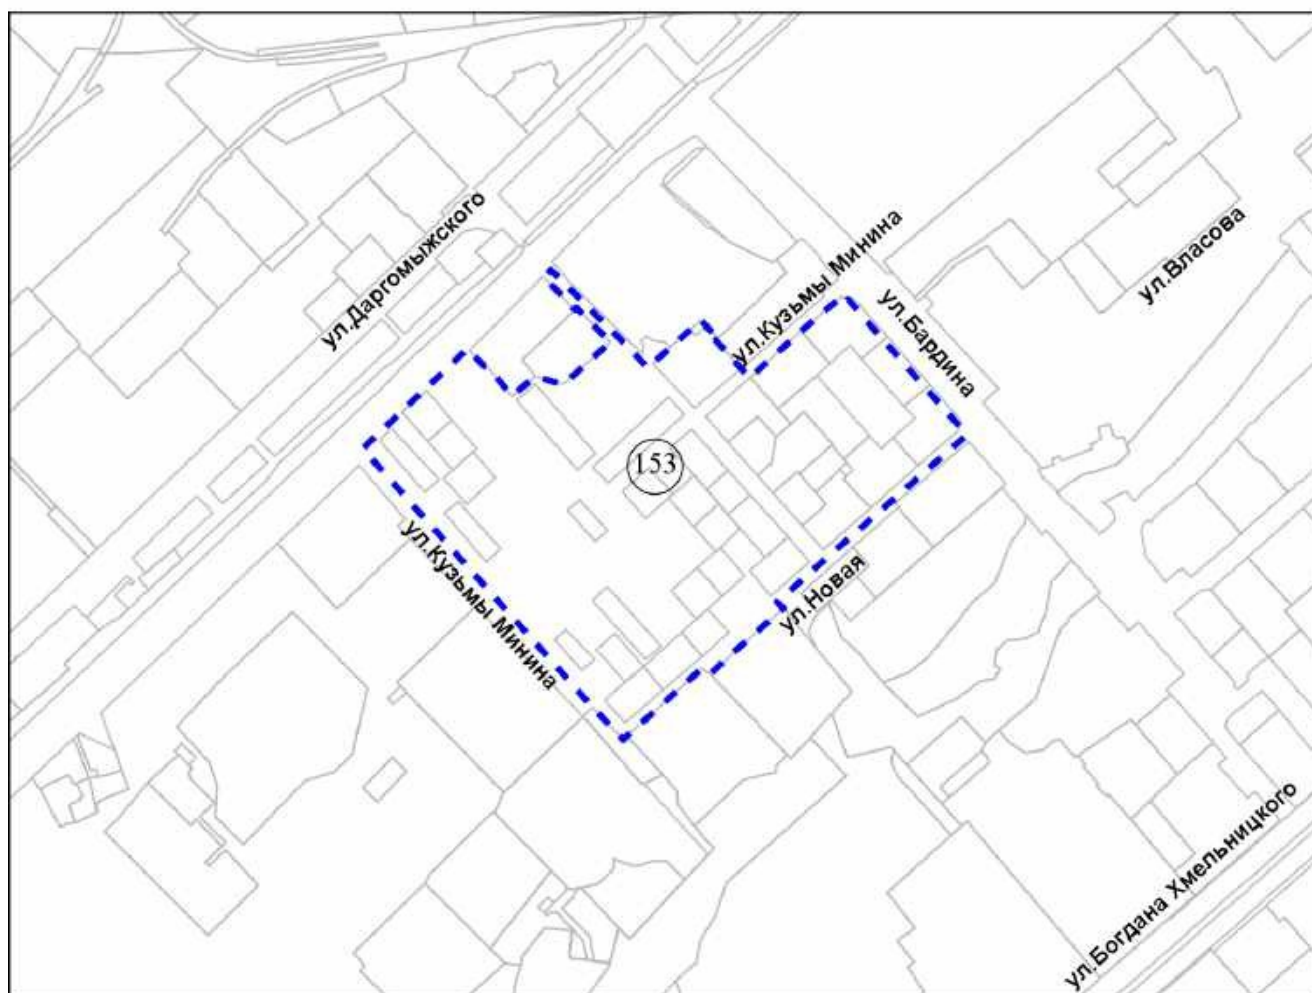 ул.Даргомыжского
ул.Кузьмы Минина
ул.Власова
ул.Бардина
153
ул.Кузьмы Минина
ул.Новая
ул.Богдана Хмельницкого